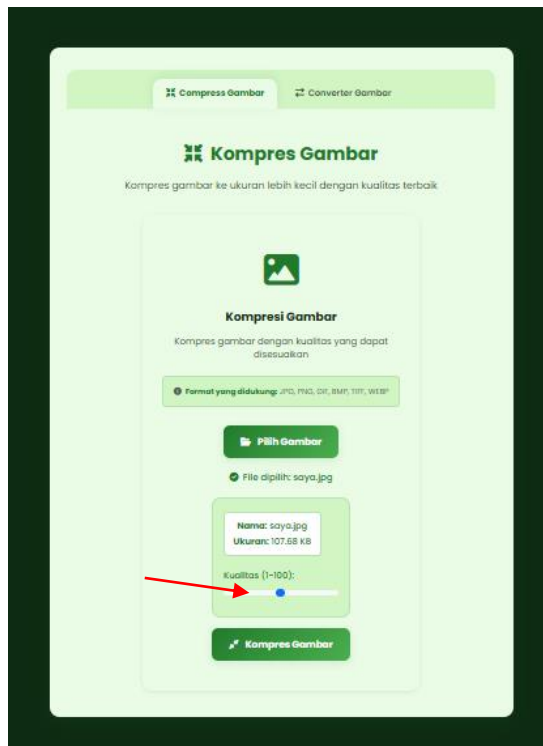 Compress Gambar
Converter Gambar
Kompres Gambar
Kompres gambar ke ukuran lebih kecil dengan kualitas terbaik
Kompresi Gambar
Kompres gambar dengan kualitas yang dapat
disesuaikan
Format yang didukung: JPG, PNG, GIF, BMP, TIFF, WEBP
Pilih Gambar
File dipilih: saya.jpg
Nama: saya.jpg
Ukuran: 107.68 KB
Kualitas (1-100):
Kompres Gambar